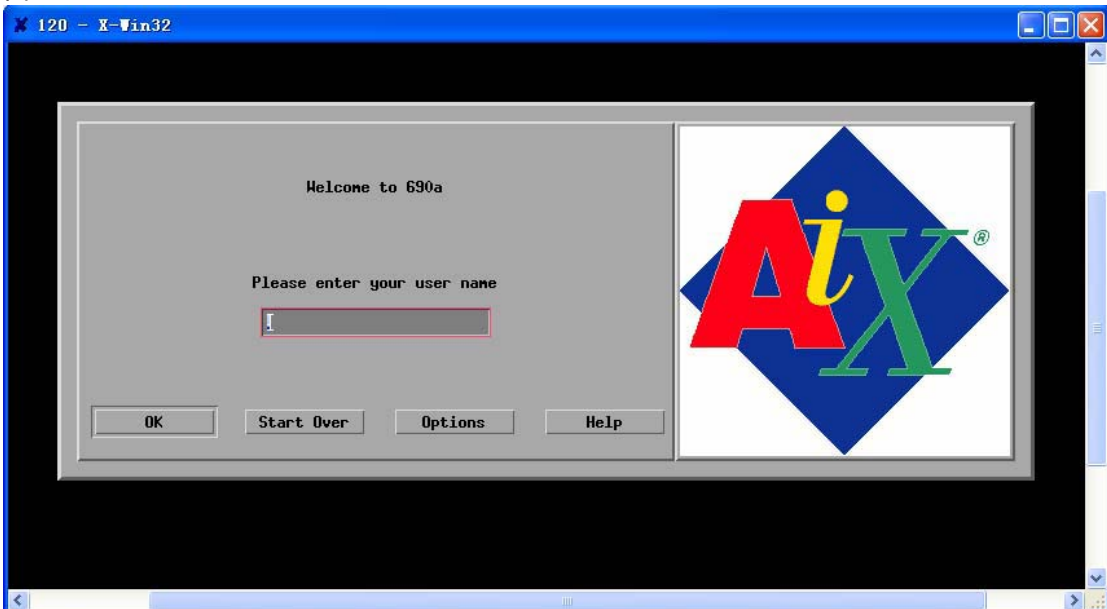 120 - X-Win32
Welcome to 690a
Please enter your user name
OK Start Over Options Help
AiX®